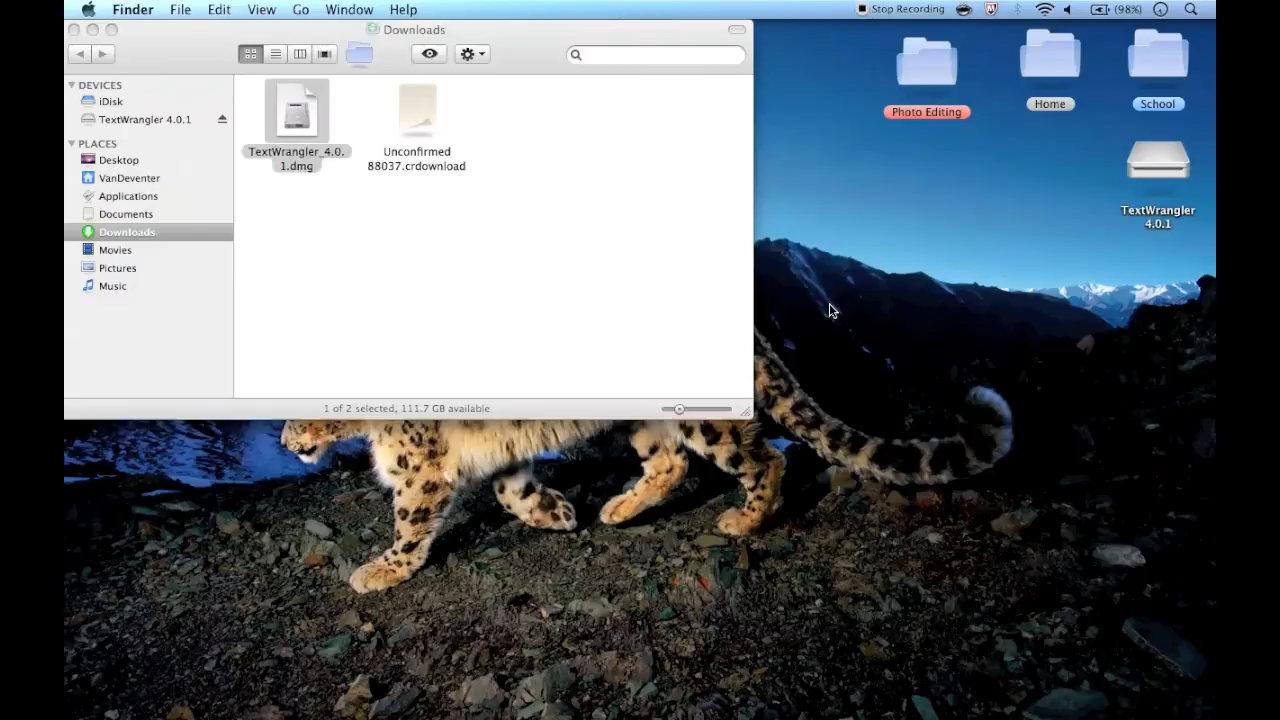 Finder File Edit View Go Window Help Stop Recording (98%)
Downloads
DEVICES
iDisk
TextWrangler 4.0.1
PLACES
Desktop
VanDeventer
Applications
Documents
Downloads
Movies
Pictures
Music
TextWrangler_4.0.
1.dmg
Unconfirmed
88037.crdownload
1 of 2 selected, 111.7 GB available
Photo Editing
Home
School
TextWrangler
4.0.1